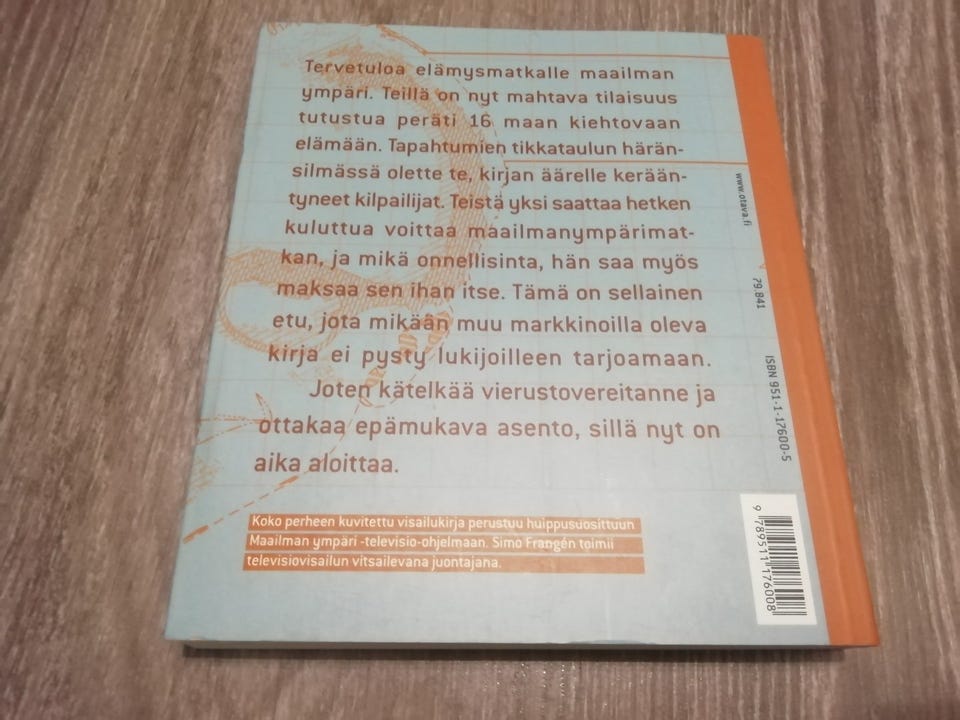 Tervetuloa elämysmatkalle maailman
ympäri. Teillä on nyt mahtava tilaisuus
tutustua peräti 16 maan kiehtovaan
elämään. Tapahtumien tikkataulun härän-
silmässä olette te, kirjan äärelle kerään-
tyneet kilpailijat. Teistä yksi saattaa hetken
kuluttua voittaa maailmanympärimat-
kan, ja mikä onnellisinta, hän saa myös
maksaa sen ihan itse. Tämä on sellainen
etu, jota mikään muu markkinoilla oleva
kirja ei pysty lukijoilleen tarjoamaan.
Joten kätelkää vierustovereitanne ja
ottakaa epämukava asento, sillä nyt on
aika aloittaa.
Koko perheen kuvitettu visailukirja perustuu huippusuosittuun
Maailman ympäri -televisio-ohjelmaan. Simo Frangén toimii
televisiovisailun vitsailevana juontajana.
www.otava.fi
79.841
ISBN 951-1-17600-5
9 789511 176008